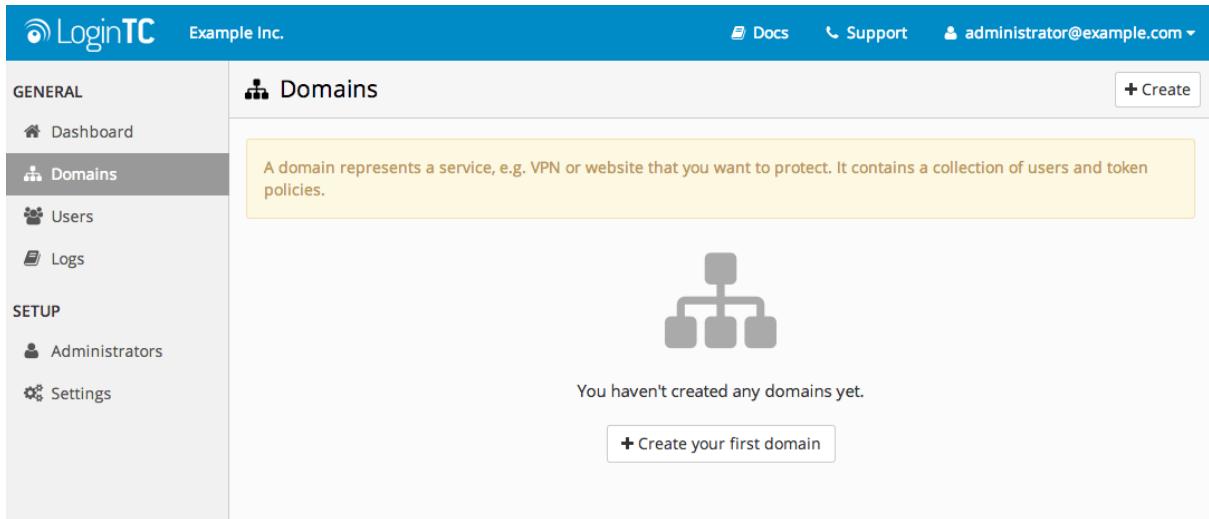 LoginTC Example Inc. Docs Support administrator@example.com
GENERAL
Dashboard
Domains
Users
Logs
SETUP
Administrators
Settings
Domains
+ Create
A domain represents a service, e.g. VPN or website that you want to protect. It contains a collection of users and token
policies.
You haven't created any domains yet.
+ Create your first domain